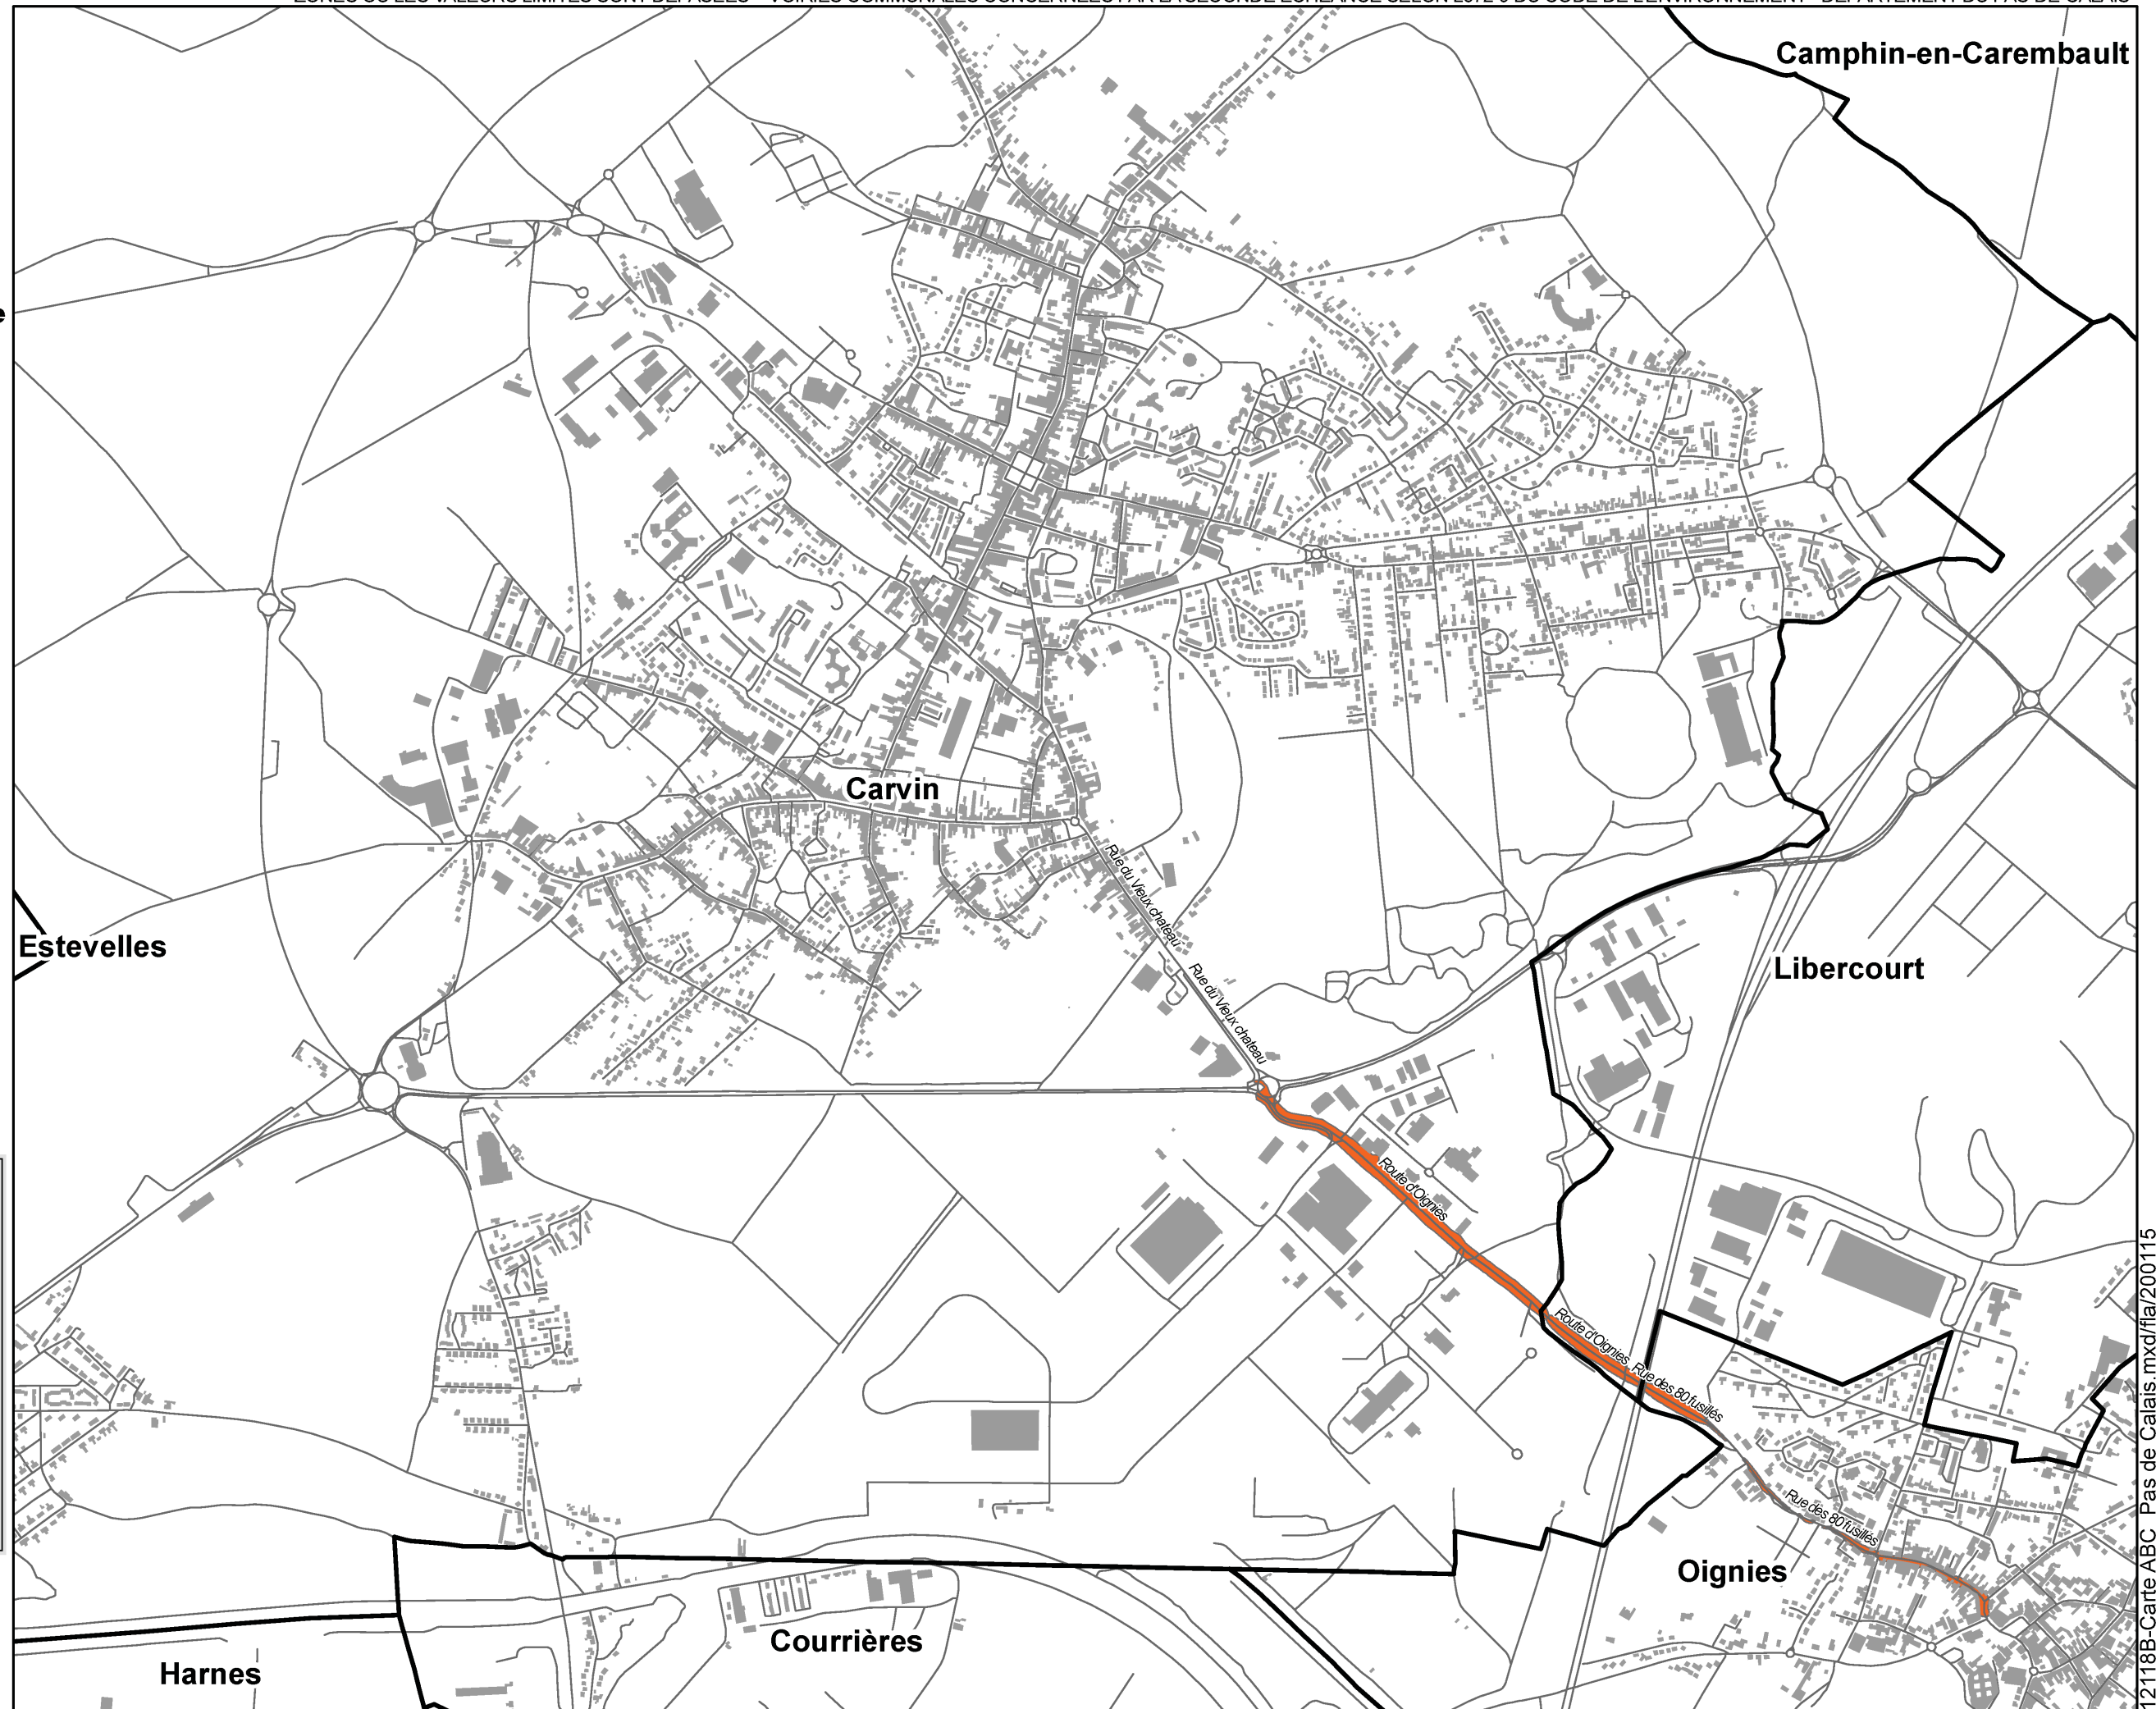 Camphin-en-Carembault
e
Carvin
Rue du Vieux chateau
Estevelles
Libercourt
Rue du Vieux chateau
Route d'Oignies
Route d'Oignies
Rue des 80 fusillés
Rue des 80 fusillés
Oignies
Courrières
Harnes
12118B-Carte ABC_Pas de Calais.mxd/fla/200115